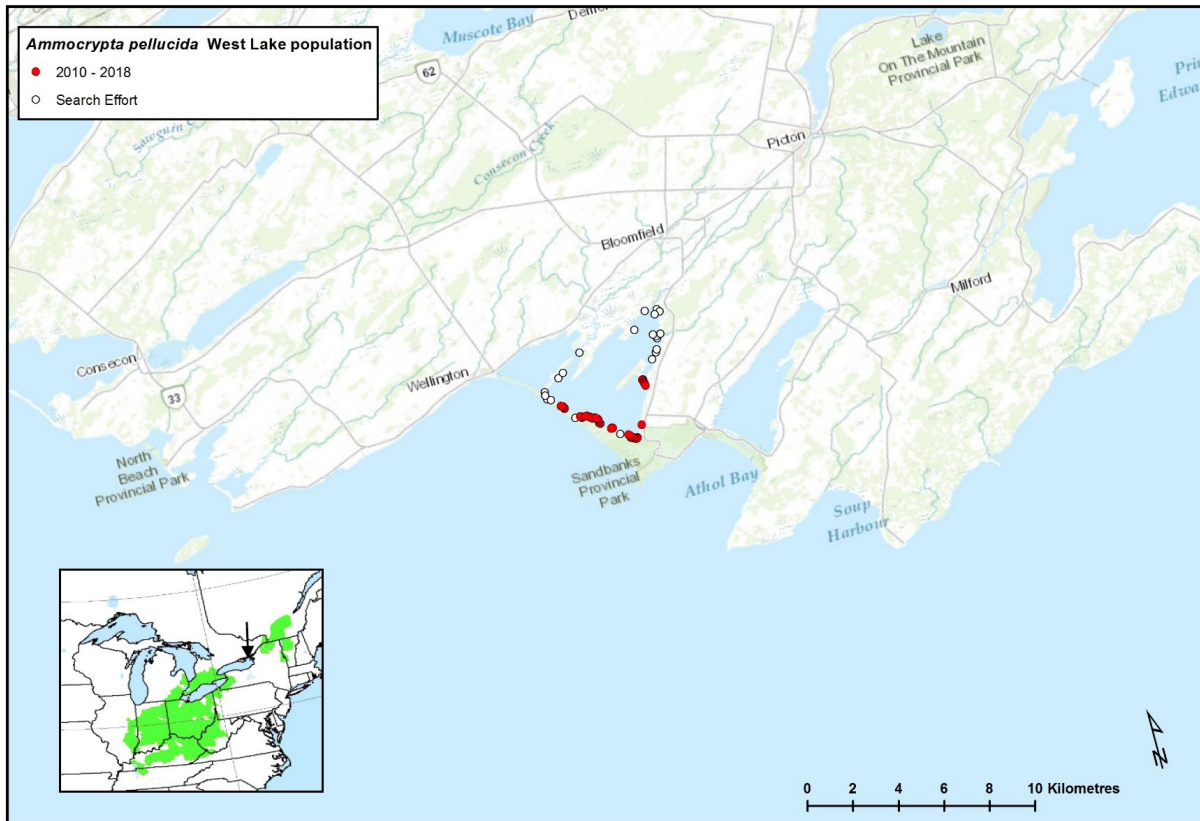 Ammocrypta pellucida West Lake population
2010 - 2018
Search Effort
Muscote Bay
62
Lake
On The Mountain
Provincial Park
Picton
Consecon Creek
Bloomfield
Milford
Consecon
33
Wellington
North
Beach
Provincial Park
Sandbanks
Provincial
Park
Athol Bay
Soup
Harbour
N
0 2 4 6 8 10 Kilometres